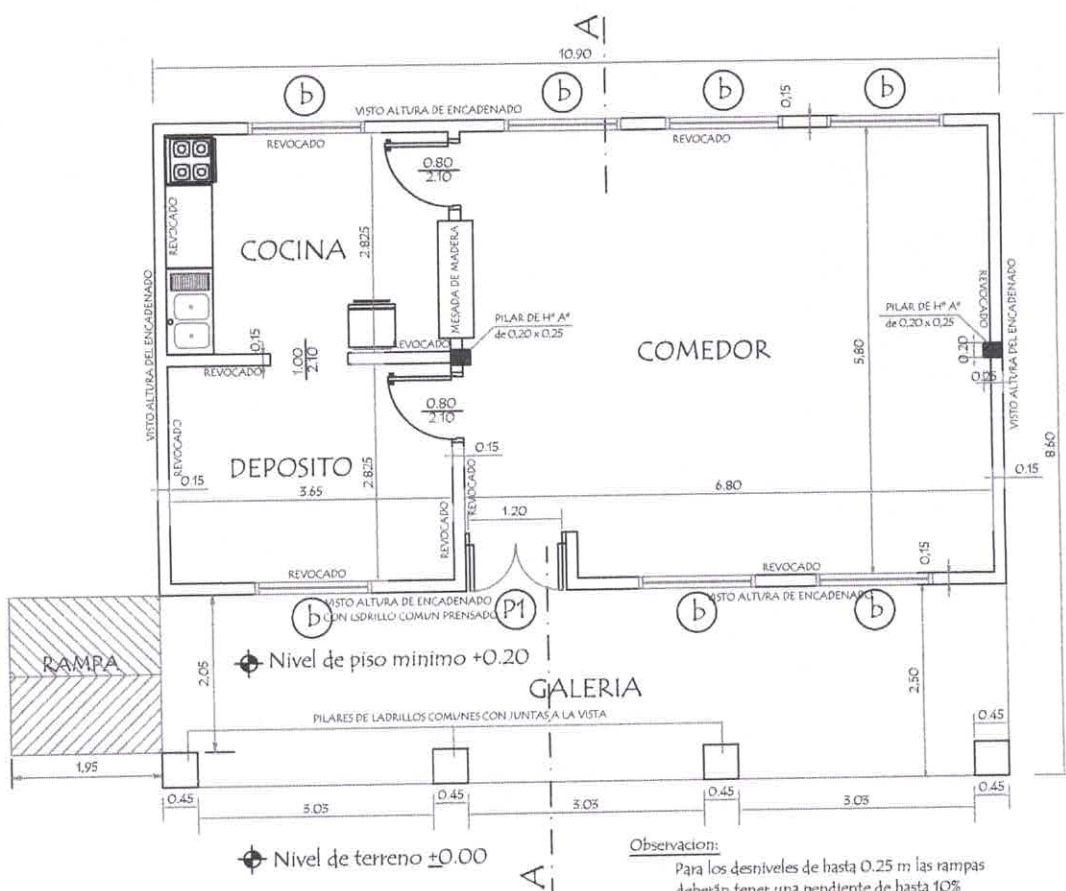 A
10.90
b
b
b
b
VISTO ALTURA DE ENCADENADO
0,15
REVOCADO
REVOCADO
0.80
2.10
REVOCADO
COCINA
2.825
MESADA DE MADERA
VISTO ALTURA DEL ENCADENADO
PILAR DE Hº Aº
de 0,20 x 0,25
PILAR DE Hº Aº
de 0,20 x 0,25
REVOCADO
VISTO ALTURA DEL ENCADENADO
COMEDOR
5.80
0.20
0.25
8.60
0.15
REVOCADO
1.00
2.10
REVOCADO
0.80
2.10
REVOCADO
DEPOSITO
2.825
0.15
0.15
3.65
REVOCADO
REVOCADO
6.80
0.15
1.20
REVOCADO
REVOCADO
0,15
b
VISTO ALTURA DE ENCADENADO
CON LSDRILLO COMUN PRENSADO
P1
b
VISTO ALTURA DE ENCADENADO
b
RAMPA
2.05
Nivel de piso minimo +0.20
GALERIA
2.50
PILARES DE LADRILLOS COMUNES CON JUNTAS A LA VISTA
0.45
1,95
0.45
3.03
0.45
3.03
0.45
3.03
0.45
Nivel de terreno ±0.00
A
Observacion:
Para los desniveles de hasta 0.25 m las rampas
deberán tener una pendiente de hasta 10%